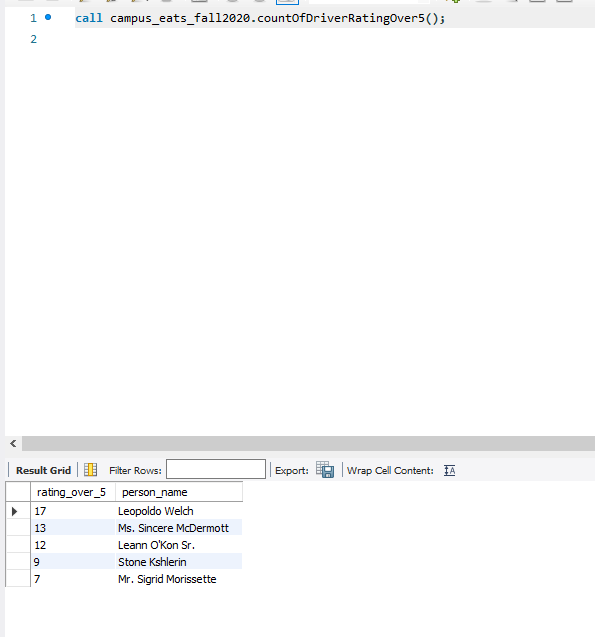 1 call campus_eats_fall2020.countOfDriverRatingOver5();
2
Result Grid Filter Rows: Export: Wrap Cell Content:
rating_over_5 person_name
17 Leopoldo Welch
13 Ms. Sincere McDermott
12 Leann O'Kon Sr.
9 Stone Kshlerin
7 Mr. Sigrid Morissette